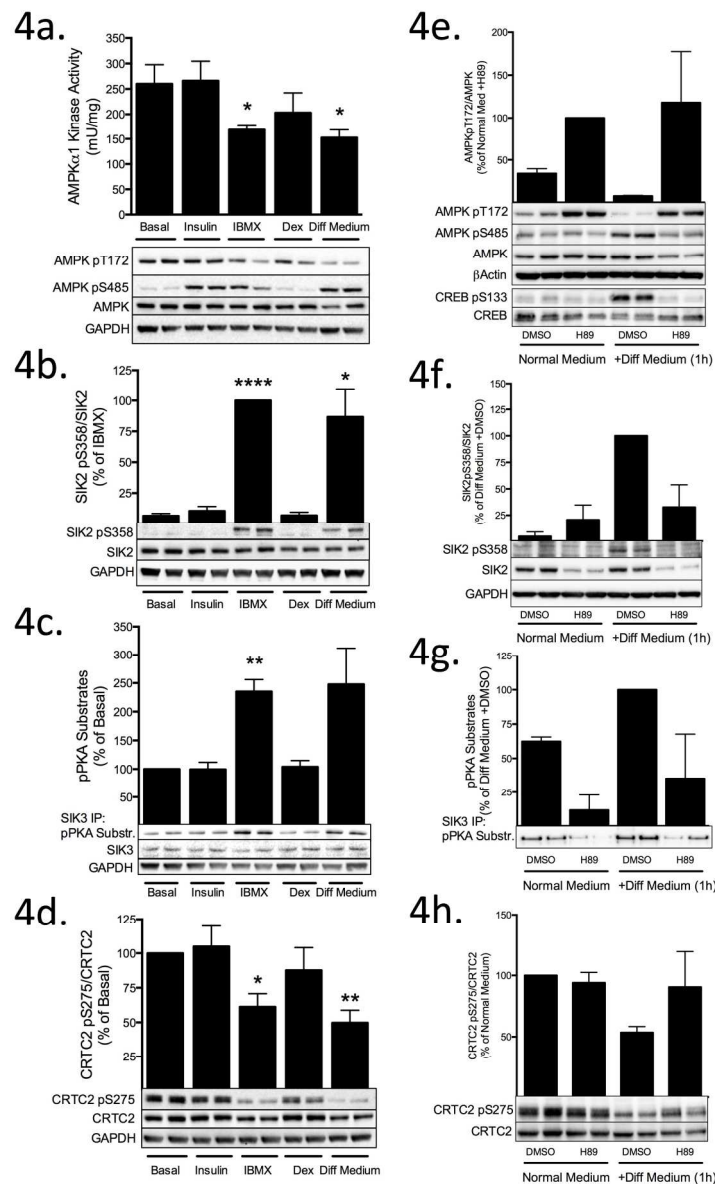 4a.
AMPKα1 Kinase Activity
(mU/mg)
400
350
300
250
200
150
100
50
*
*
Basal
Insulin
IBMX
Dex
Diff Medium
AMPK pT172
AMPK pS485
AMPK
GAPDH
4b.
SIK2 pS358/SIK2
(% of IBMX)
125
100
75
50
25
****
*
SIK2 pS358
SIK2
GAPDH
Basal
Insulin
IBMX
Dex
Diff Medium
4c.
pPKA Substrates
(% of Basal)
350
300
250
200
150
100
50
**
SIK3 IP:
pPKA Substr.
SIK3
GAPDH
Basal
Insulin
IBMX
Dex
Diff Medium
4d.
CRTC2 pS275/CRTC2
(% of Basal)
125
100
75
50
25
*
**
CRTC2 pS275
CRTC2
GAPDH
Basal
Insulin
IBMX
Dex
Diff Medium
4e.
AMPKpT172/AMPK
(%of Normal Med +H89)
200
150
100
50
AMPK pT172
AMPK pS485
AMPK
βActin
CREB pS133
CREB
DMSO
H89
DMSO
H89
Normal Medium
+Diff Medium (1h)
4f.
SIK2pS358/SIK2
(% of Diff Medium +DMSO)
125
100
75
50
25
SIK2 pS358
SIK2
GAPDH
DMSO
H89
DMSO
H89
Normal Medium
+Diff Medium (1h)
4g.
pPKA Substrates
(% of Diff Medium +DMSO)
100
75
50
25
SIK3 IP:
pPKA Substr.
DMSO
H89
DMSO
H89
Normal Medium
+Diff Medium (1h)
4h.
CRTC2 pS275/CRTC2
(% of Normal Medium)
150
100
50
CRTC2 pS275
CRTC2
DMSO
H89
DMSO
H89
Normal Medium
+Diff Medium (1h)